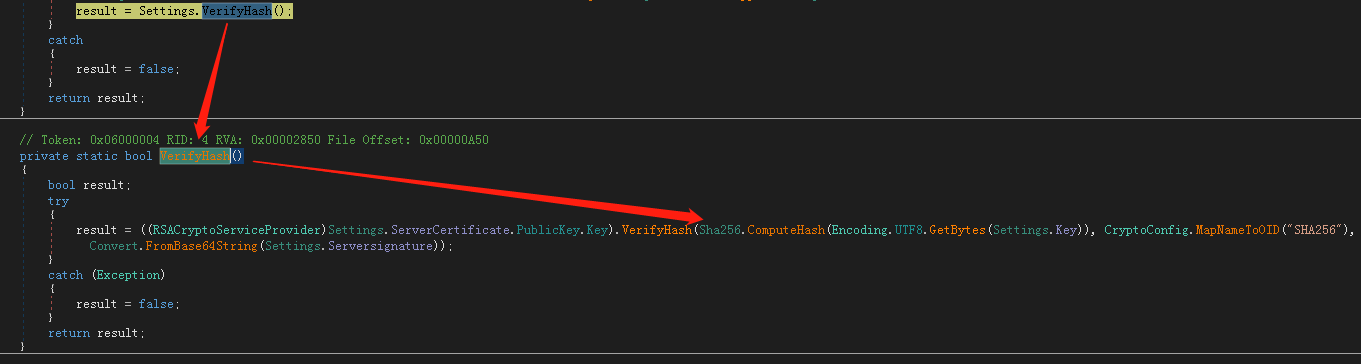 result = Settings.VerifyHash();
}
catch
{
result = false;
}
return result;
}
// Token: 0x06000004 RID: 4 RVA: 0x00002850 File Offset: 0x00000A50
private static bool VerifyHash()
{
bool result;
try
{
result = ((RSACryptoServiceProvider)Settings.ServerCertificate.PublicKey.Key).VerifyHash(Sha256.ComputeHash(Encoding.UTF8.GetBytes(Settings.Key)), CryptoConfig.MapNameToOID("SHA256"),
Convert.FromBase64String(Settings.Serversignature));
}
catch (Exception)
{
result = false;
}
return result;
}